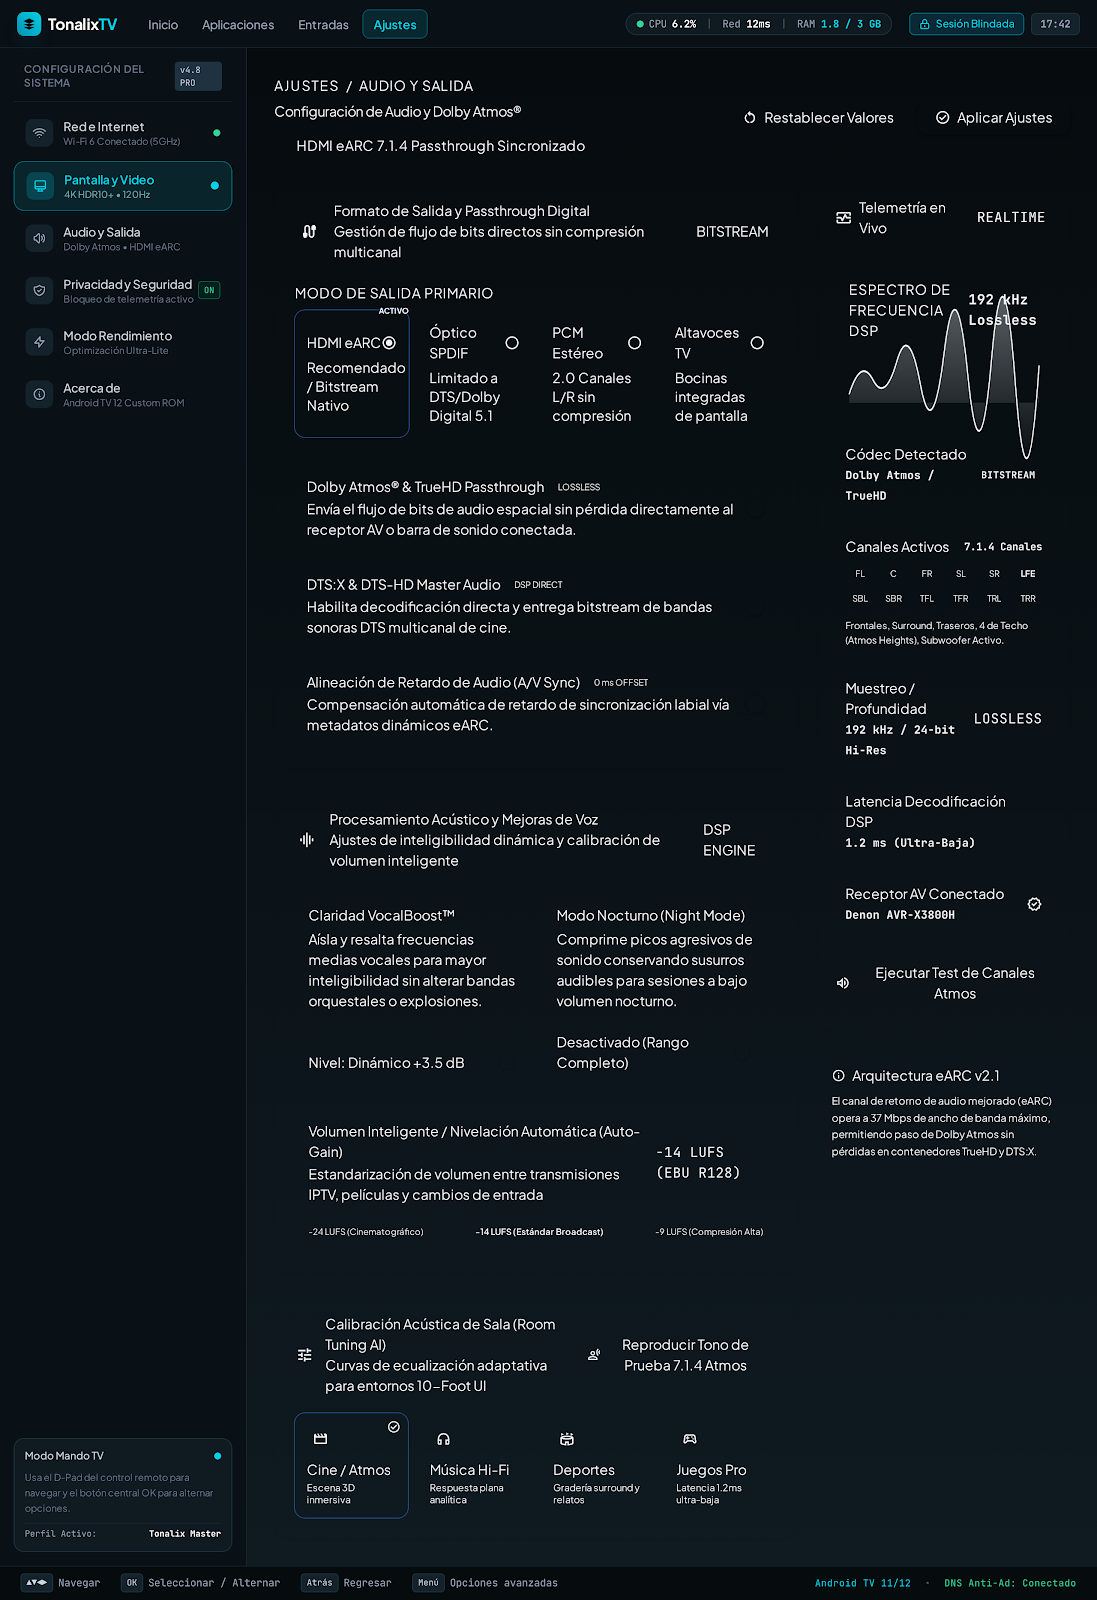 TonalixTV
Inicio
Aplicaciones
Entradas
Ajustes
CPU 6.2% | Red 12ms | RAM 1.8 / 3 GB
Sesión Blindada
17:42
CONFIGURACIÓN DEL
SISTEMA
v4.8
PRO
Red e Internet
Wi-Fi 6 Conectado (5GHz)
Pantalla y Video
4K HDR10+ • 120Hz
Audio y Salida
Dolby Atmos • HDMI eARC
Privacidad y Seguridad
Bloqueo de telemetría activo
ON
Modo Rendimiento
Optimización Ultra-Lite
Acerca de
Android TV 12 Custom ROM
Modo Mando TV
Usa el D-Pad del control remoto para
navegar y el botón central OK para alternar
opciones.
Perfil Activo: Tonalix Master
AJUSTES / AUDIO Y SALIDA
Configuración de Audio y Dolby Atmos®
HDMI eARC 7.1.4 Passthrough Sincronizado
Restablecer Valores
Aplicar Ajustes
Formato de Salida y Passthrough Digital
Gestión de flujo de bits directos sin compresión
multicanal
BITSTREAM
MODO DE SALIDA PRIMARIO
ACTIVO
HDMI eARC
Recomendado
/ Bitstream
Nativo
Óptico
SPDIF
Limitado a
DTS/Dolby
Digital 5.1
PCM
Estéreo
2.0 Canales
L/R sin
compresión
Altavoces
TV
Bocinas
integradas
de pantalla
Dolby Atmos® & TrueHD Passthrough LOSSLESS
Envía el flujo de bits de audio espacial sin pérdida directamente al
receptor AV o barra de sonido conectada.
DTS:X & DTS-HD Master Audio DSP DIRECT
Habilita decodificación directa y entrega bitstream de bandas
sonoras DTS multicanal de cine.
Alineación de Retardo de Audio (A/V Sync) 0 ms OFFSET
Compensación automática de retardo de sincronización labial vía
metadatos dinámicos eARC.
Procesamiento Acústico y Mejoras de Voz
Ajustes de inteligibilidad dinámica y calibración de
volumen inteligente
DSP
ENGINE
Claridad VocalBoost™
Aísla y resalta frecuencias
medias vocales para mayor
inteligibilidad sin alterar bandas
orquestales o explosiones.
Nivel: Dinámico +3.5 dB
Modo Nocturno (Night Mode)
Comprime picos agresivos de
sonido conservando susurros
audibles para sesiones a bajo
volumen nocturno.
Desactivado (Rango
Completo)
Volumen Inteligente / Nivelación Automática (Auto-
Gain)
Estandarización de volumen entre transmisiones
IPTV, películas y cambios de entrada
-14 LUFS
(EBU R128)
-24 LUFS (Cinematográfico)
-14 LUFS (Estándar Broadcast)
-9 LUFS (Compresión Alta)
Calibración Acústica de Sala (Room
Tuning AI)
Curvas de ecualización adaptativa
para entornos 10-Foot UI
Reproducir Tono de
Prueba 7.1.4 Atmos
Cine / Atmos
Escena 3D
inmersiva
Música Hi-Fi
Respuesta plana
analítica
Deportes
Gradería surround y
relatos
Juegos Pro
Latencia 1.2ms
ultra-baja
Telemetría en
Vivo
REALTIME
ESPECTRO DE
FRECUENCIA
DSP
192 kHz
Lossless
Códec Detectado
Dolby Atmos /
TrueHD
BITSTREAM
Canales Activos 7.1.4 Canales
FL C FR SL SR LFE
SBL SBR TFL TFR TRL TRR
Frontales, Surround, Traseros, 4 de Techo
(Atmos Heights), Subwoofer Activo.
Muestreo /
Profundidad
192 kHz / 24-bit
Hi-Res
LOSSLESS
Latencia Decodificación
DSP
1.2 ms (Ultra-Baja)
Receptor AV Conectado
Denon AVR-X3800H
Ejecutar Test de Canales
Atmos
Arquitectura eARC v2.1
El canal de retorno de audio mejorado (eARC)
opera a 37 Mbps de ancho de banda máximo,
permitiendo paso de Dolby Atmos sin
pérdidas en contenedores TrueHD y DTS:X.
▲▼◀▶ Navegar
OK Seleccionar / Alternar
Atrás Regresar
Menú Opciones avanzadas
Android TV 11/12 • DNS Anti-Ad: Conectado